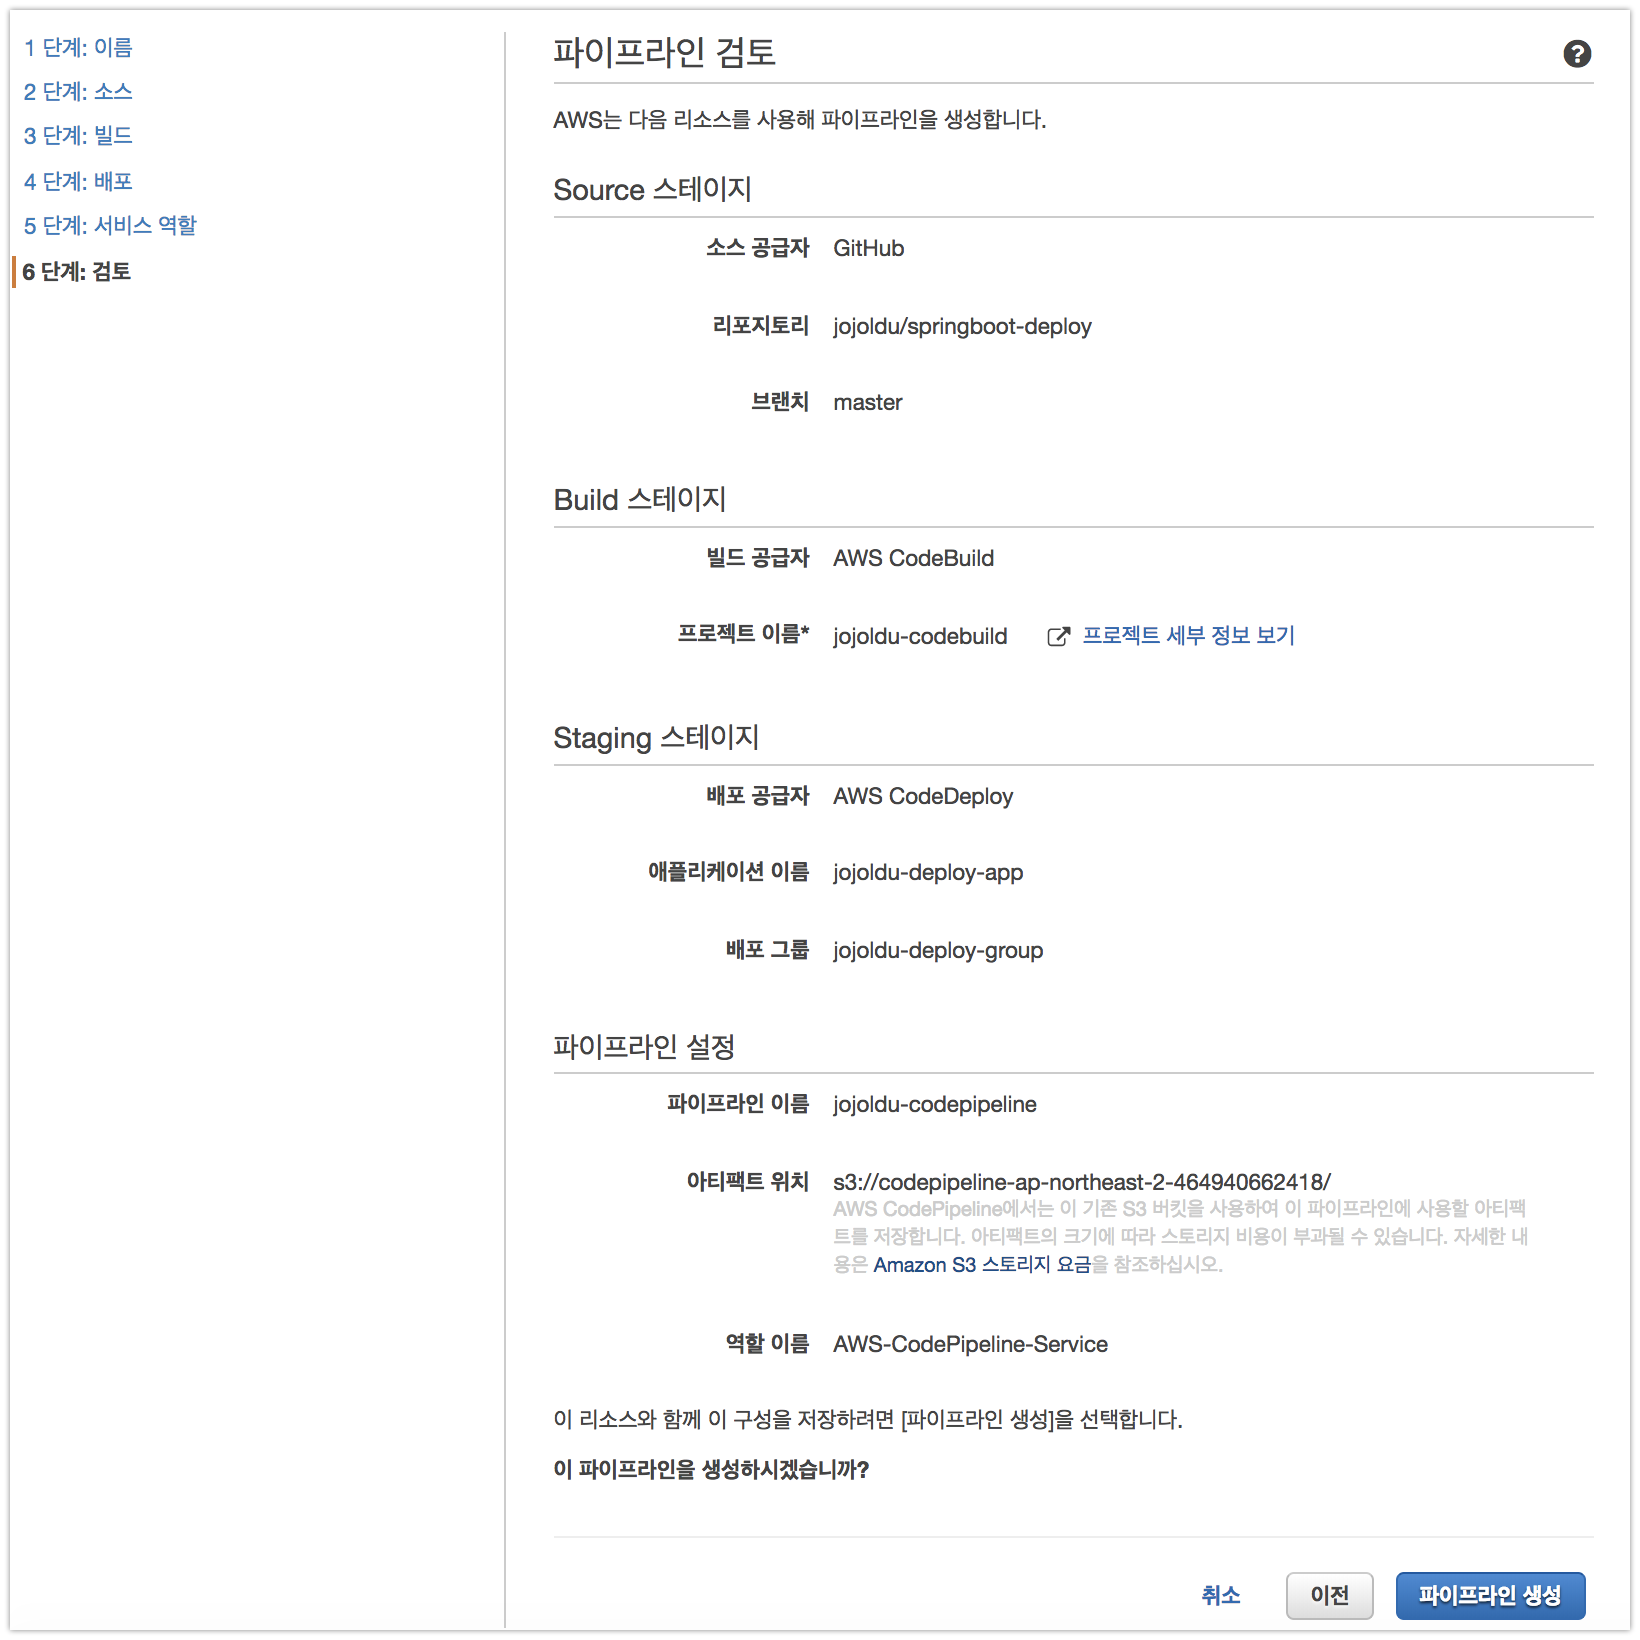 1 단계: 이름
2 단계: 소스
3 단계: 빌드
4 단계: 배포
5 단계: 서비스 역할
6 단계: 검토
파이프라인 검토
?
AWS는 다음 리소스를 사용해 파이프라인을 생성합니다.
Source 스테이지
소스 공급자 GitHub
리포지토리 jojoldu/springboot-deploy
브랜치 master
Build 스테이지
빌드 공급자 AWS CodeBuild
프로젝트 이름* jojoldu-codebuild 프로젝트 세부 정보 보기
Staging 스테이지
배포 공급자 AWS CodeDeploy
애플리케이션 이름 jojoldu-deploy-app
배포 그룹 jojoldu-deploy-group
파이프라인 설정
파이프라인 이름 jojoldu-codepipeline
아티팩트 위치 s3://codepipeline-ap-northeast-2-464940662418/
AWS CodePipeline에서는 이 기존 S3 버킷을 사용하여 이 파이프라인에 사용할 아티팩
트를 저장합니다. 아티팩트의 크기에 따라 스토리지 비용이 부과될 수 있습니다. 자세한 내
용은 Amazon S3 스토리지 요금을 참조하십시오.
역할 이름 AWS-CodePipeline-Service
이 리소스와 함께 이 구성을 저장하려면 [파이프라인 생성]을 선택합니다.
이 파이프라인을 생성하시겠습니까?
취소 이전 파이프라인 생성